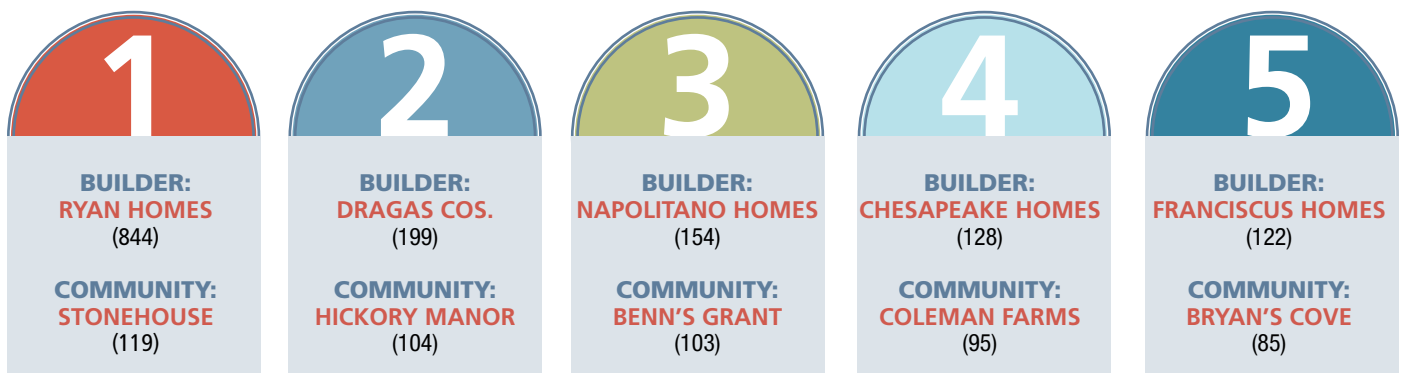 1
BUILDER:
RYAN HOMES
(844)
COMMUNITY:
STONEHOUSE
(119)
2
BUILDER:
DRAGAS COS.
(199)
COMMUNITY:
HICKORY MANOR
(104)
3
BUILDER:
NAPOLITANO HOMES
(154)
COMMUNITY:
BENN'S GRANT
(103)
4
BUILDER:
CHESAPEAKE HOMES
(128)
COMMUNITY:
COLEMAN FARMS
(95)
5
BUILDER:
FRANCISCUS HOMES
(122)
COMMUNITY:
BRYAN'S COVE
(85)